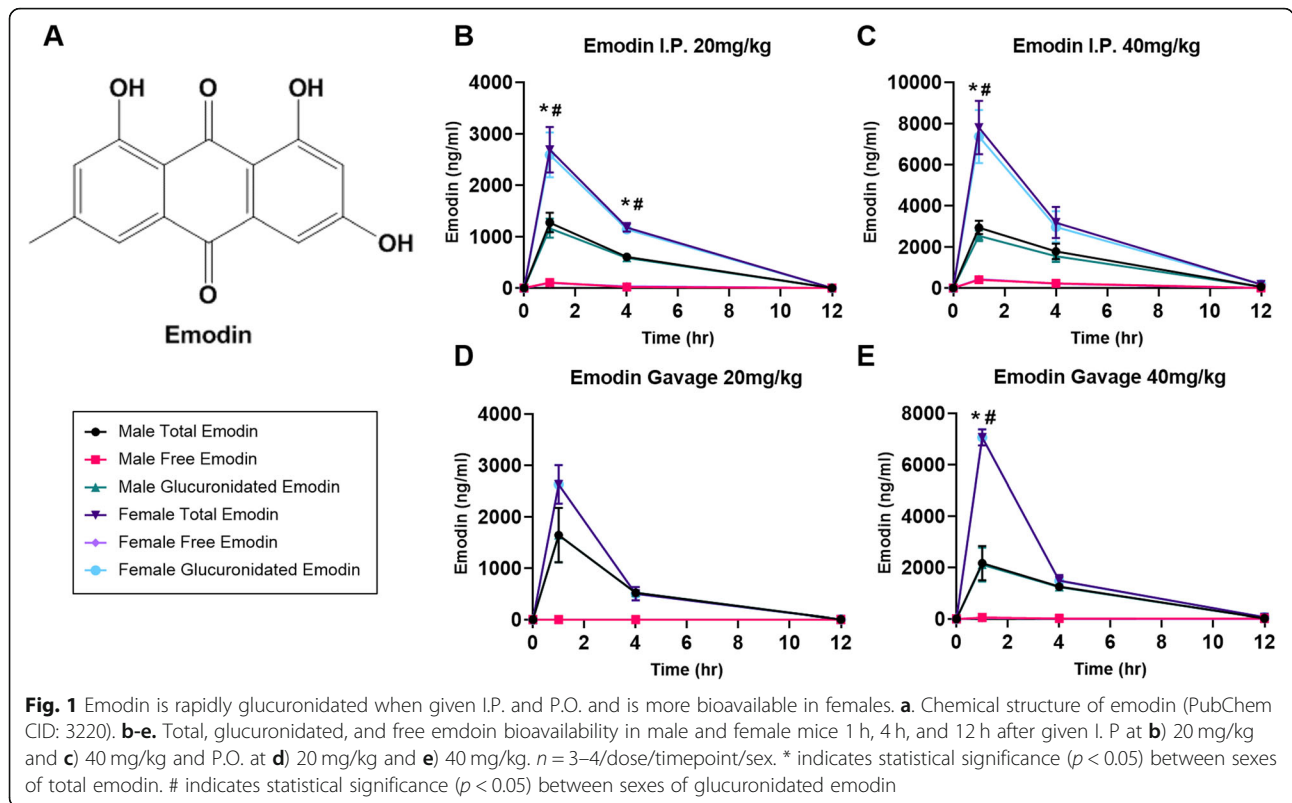 A
OH
O
OH
OH
O
Emodin
Male Total Emodin
Male Free Emodin
Male Glucuronidated Emodin
Female Total Emodin
Female Free Emodin
Female Glucuronidated Emodin
B
Emodin I.P. 20mg/kg
Emodin (ng/ml)
4000
3000
2000
1000
0
*#
*#
0 2 4 6 8 10 12
Time (hr)
C
Emodin I.P. 40mg/kg
Emodin (ng/ml)
10000
8000
6000
4000
2000
0
*#
0 2 4 6 8 10 12
Time (hr)
D
Emodin Gavage 20mg/kg
Emodin (ng/ml)
4000
3000
2000
1000
0
0 2 4 6 8 10 12
Time (hr)
E
Emodin Gavage 40mg/kg
Emodin (ng/ml)
8000
6000
4000
2000
0
*#
0 2 4 6 8 10 12
Time (hr)
Fig. 1 Emodin is rapidly glucuronidated when given I.P. and P.O. and is more bioavailable in females. a. Chemical structure of emodin (PubChem
CID: 3220). b-e. Total, glucuronidated, and free emdoin bioavailability in male and female mice 1 h, 4 h, and 12 h after given I. P at b) 20 mg/kg
and c) 40 mg/kg and P.O. at d) 20 mg/kg and e) 40 mg/kg. n = 3–4/dose/timepoint/sex. * indicates statistical significance (p < 0.05) between sexes
of total emodin. # indicates statistical significance (p < 0.05) between sexes of glucuronidated emodin